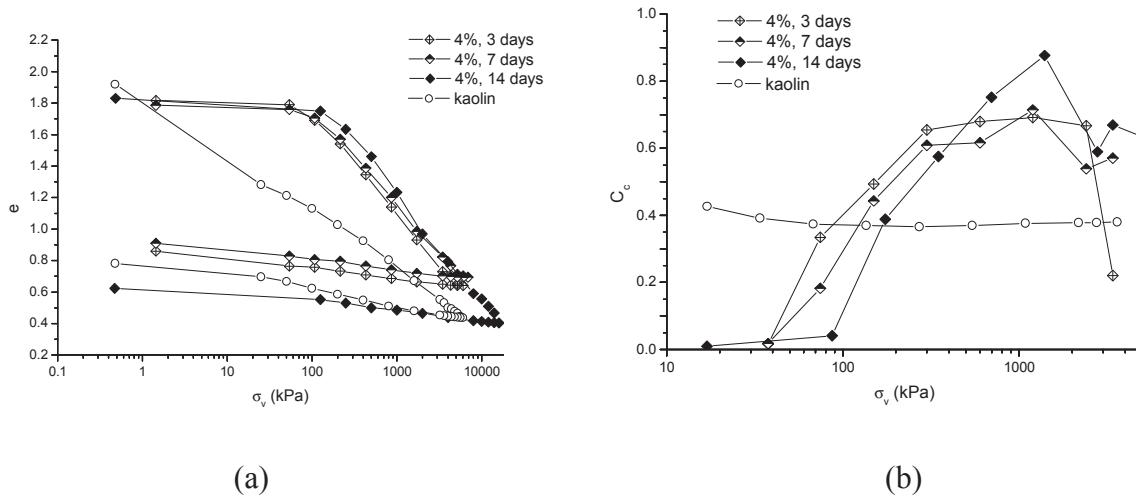 4%, 3 days
4%, 7 days
4%, 14 days
kaolin
2.2
2.0
1.8
1.6
1.4
1.2
1.0
0.8
0.6
0.4
0.2
e
0.1 1 10 100 1000 10000
σv (kPa)
(a)
4%, 3 days
4%, 7 days
4%, 14 days
kaolin
1.0
0.8
0.6
0.4
0.2
0.0
Cc
10 100 1000
σv (kPa)
(b)